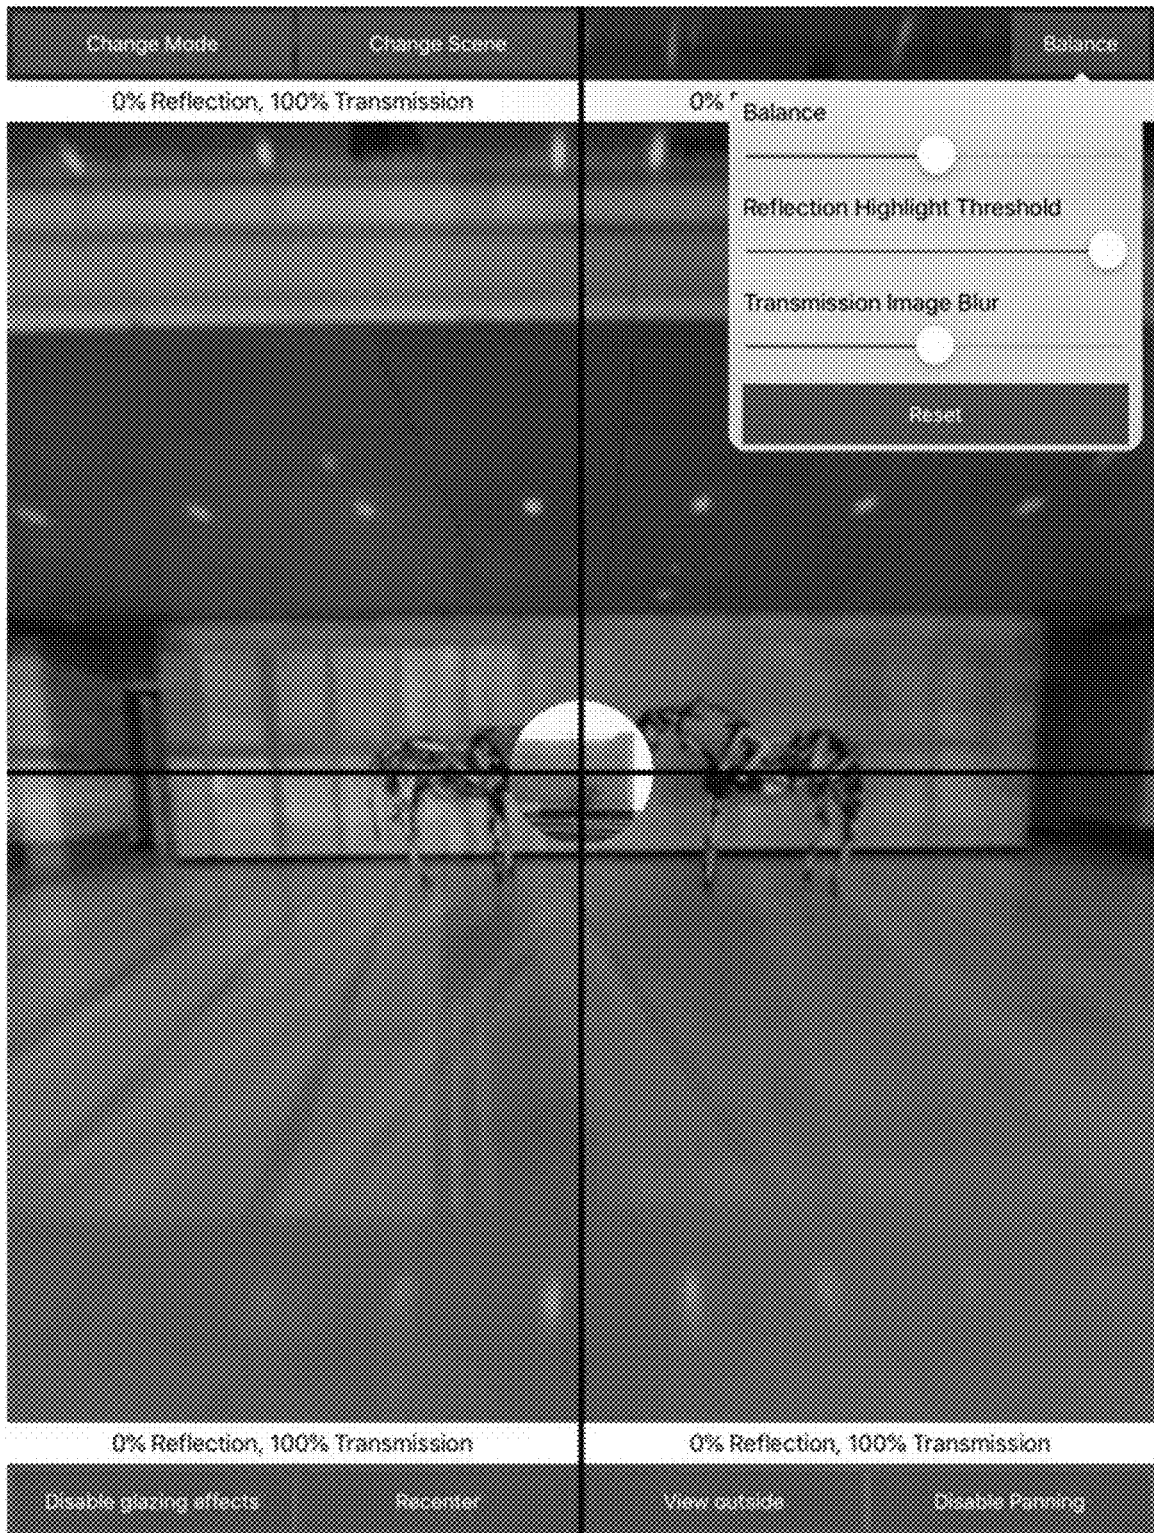 Change Mode
Change Scene
Balance
0% Reflection, 100% Transmission
0%
Balance
Reflection Highlight Threshold
Transmission Image Blur
Reset
0% Reflection, 100% Transmission
0% Reflection, 100% Transmission
Disable glazing effects
Recenter
View outside
Disable Panning